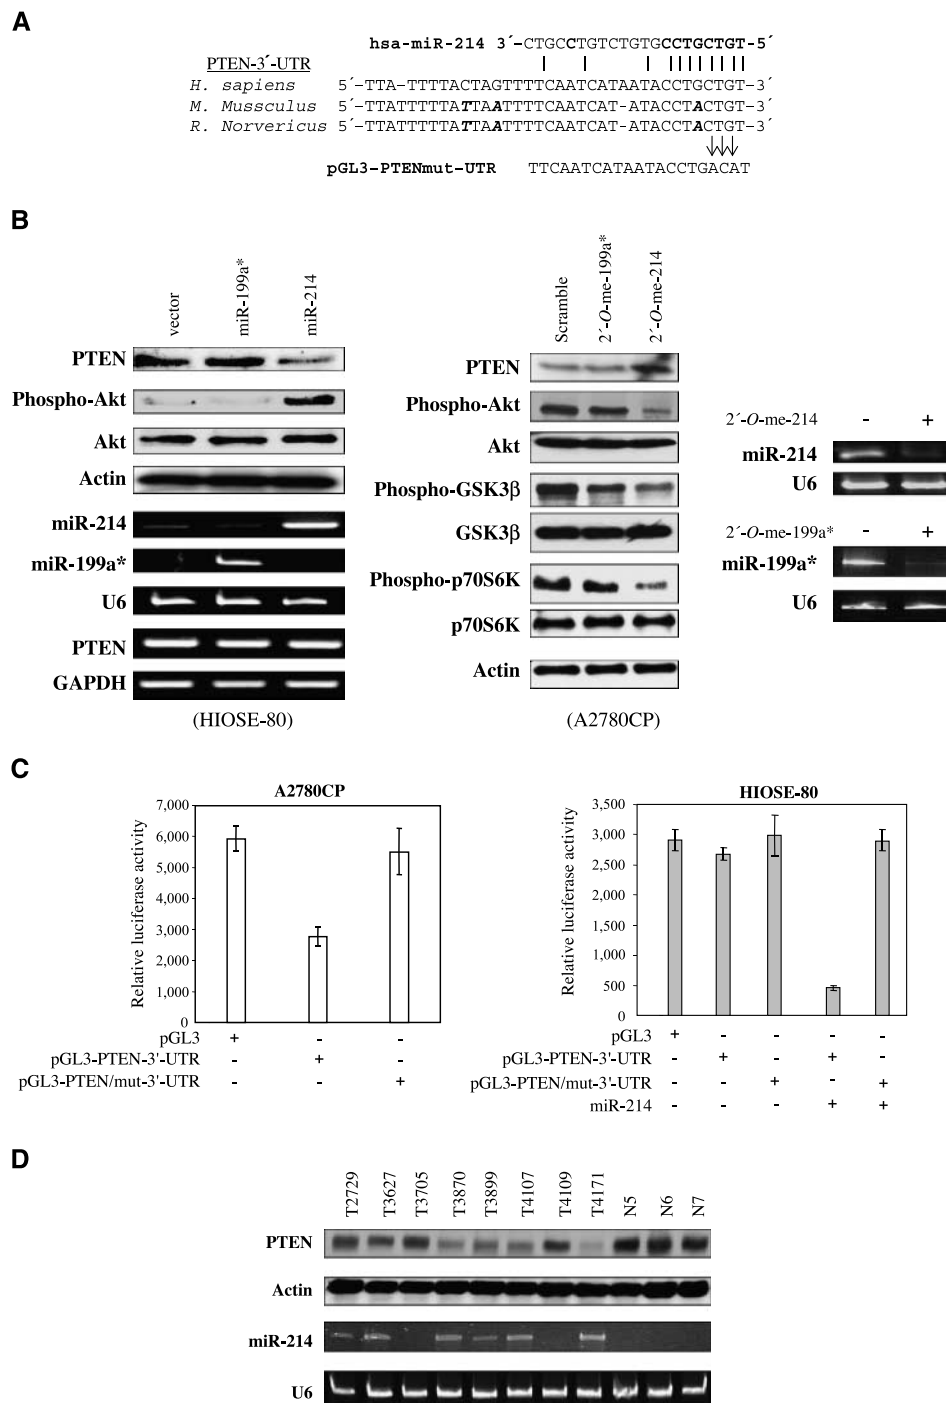 A
hsa-miR-214 3´-CTGCCTGTCTGTGCCTGCTGT-5´
PTEN-3´-UTR
H. sapiens 5´-TTA-TTTTACTAGTTTTCAATCATAATACCTGCTGT-3´
M. Mussculus 5´-TTATTTTTATTAATTTTCAATCAT-ATACCTACTGT-3´
R. Norvericus 5´-TTATTTTTATTAATTTTCAATCAT-ATACCTACTGT-3´
pGL3-PTENmut-UTR TTCAATCATAATACCTGACAT
B
vector miR-199a* miR-214
PTEN
Phospho-Akt
Akt
Actin
miR-214
miR-199a*
U6
PTEN
GAPDH
(HIOSE-80)
Scramble 2´-O-me-199a* 2´-O-me-214
PTEN
Phospho-Akt
Akt
Phospho-GSK3β
GSK3β
Phospho-p70S6K
p70S6K
Actin
(A2780CP)
2´-O-me-214 - +
miR-214
U6
2´-O-me-199a* - +
miR-199a*
U6
C
A2780CP
Relative luciferase activity
7,000
6,000
5,000
4,000
3,000
2,000
1,000
0
pGL3 + - -
pGL3-PTEN-3'-UTR - + -
pGL3-PTEN/mut-3'-UTR - - +
HIOSE-80
Relative luciferase activity
3,500
3,000
2,500
2,000
1,500
1,000
500
0
pGL3 + - - - -
pGL3-PTEN-3'-UTR - + - + -
pGL3-PTEN/mut-3'-UTR - - + - +
miR-214 - - - + +
D
T2729 T3627 T3705 T3870 T3899 T4107 T4109 T4171 N5 N6 N7
PTEN
Actin
miR-214
U6